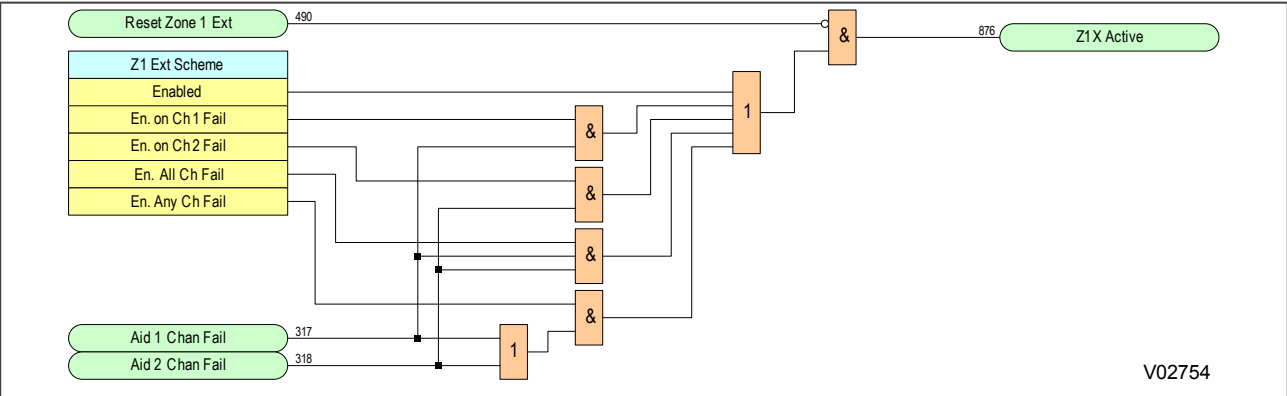 Reset Zone 1 Ext
490
&
876
Z1X Active
Z1 Ext Scheme
Enabled
En. on Ch 1 Fail
En. on Ch 2 Fail
En. All Ch Fail
En. Any Ch Fail
&
&
&
&
1
Aid 1 Chan Fail
317
Aid 2 Chan Fail
318
1
V02754